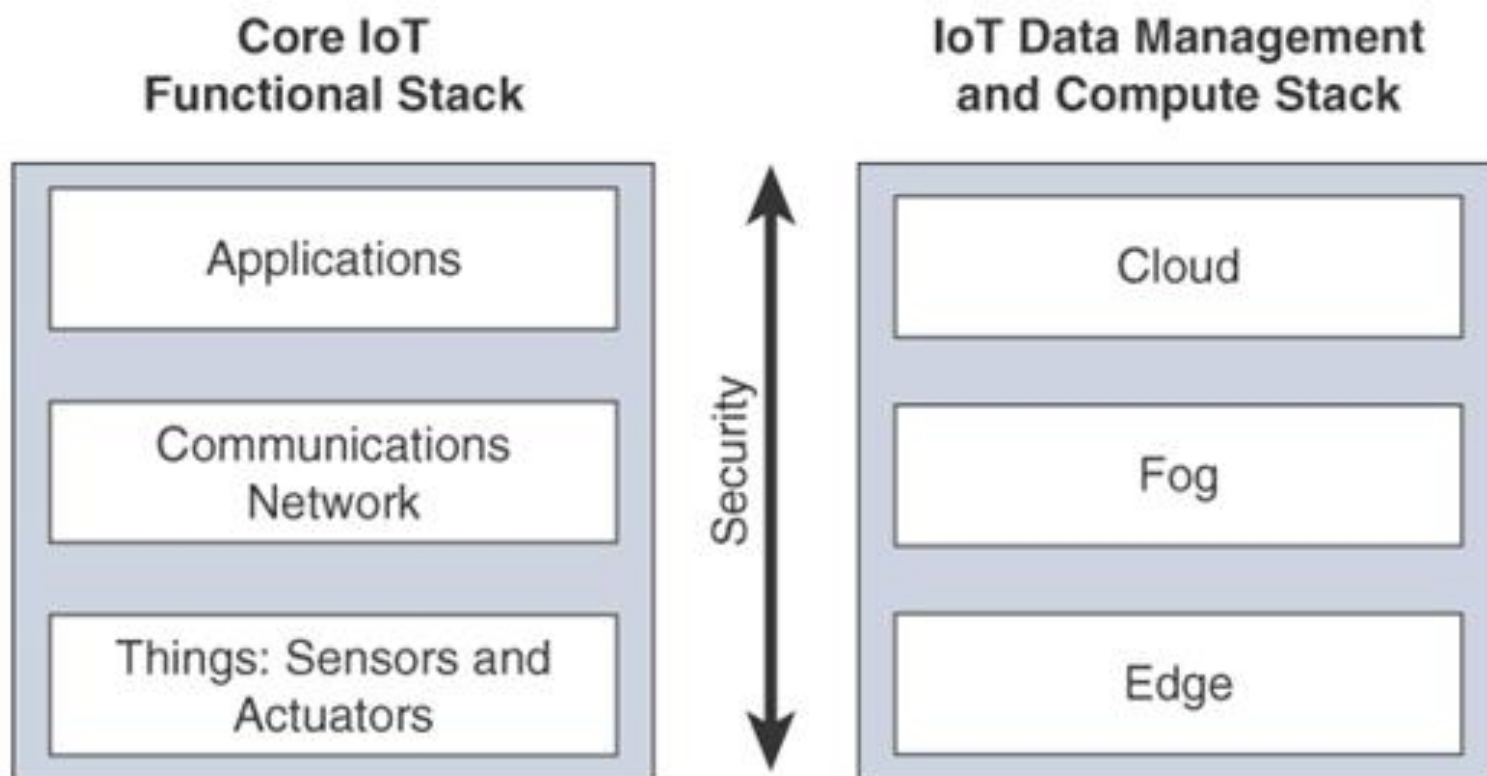 Core IoT
Functional Stack
IoT Data Management
and Compute Stack
Applications
Communications
Network
Things: Sensors and
Actuators
Security
Cloud
Fog
Edge